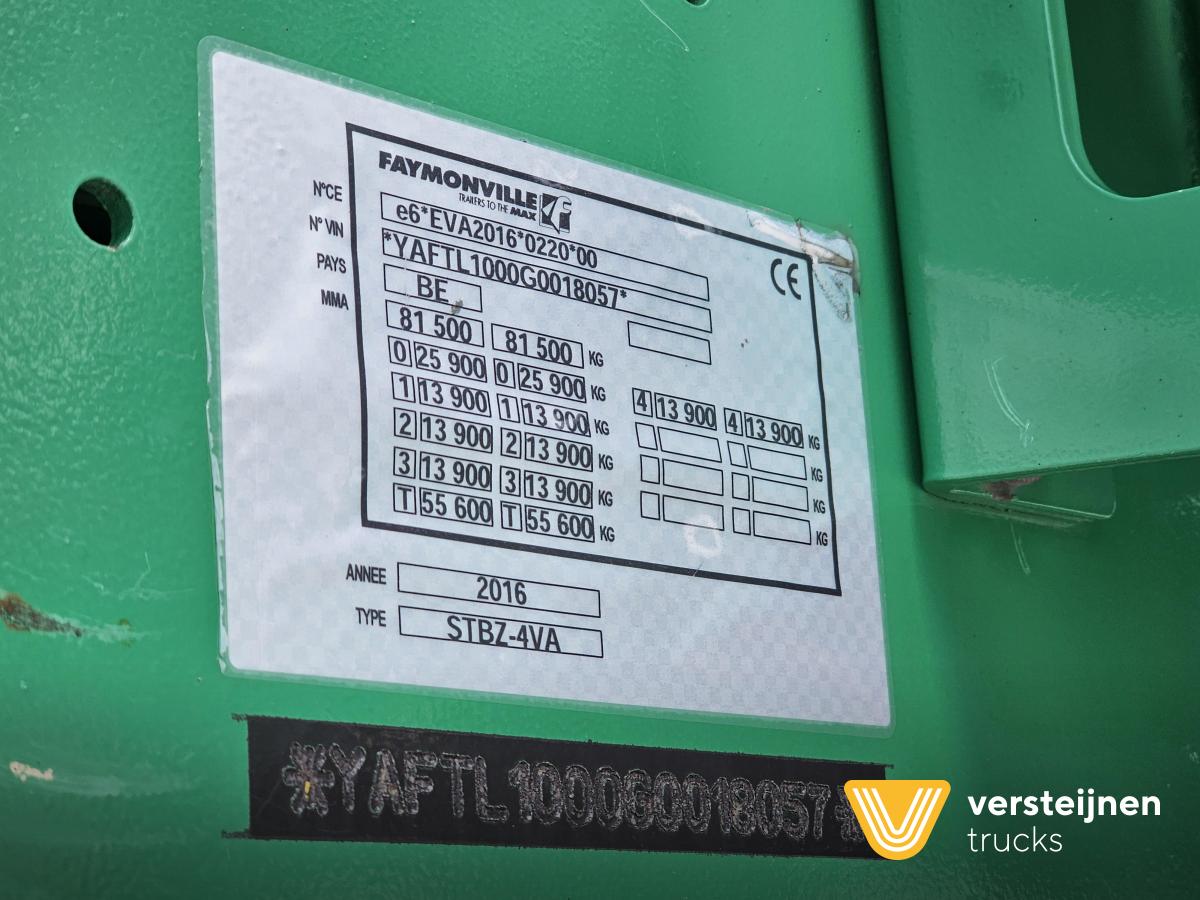 FAYMONVILLE
TRAILERS TO THE MAX
N°CE e6*EVA2016*0220*00
CE
N° VIN *YAFTL1000G0018057*
PAYS BE
MMA 81 500 81 500 KG
0 25 900 0 25 900 KG
1 13 900 1 13 900 KG 4 13 900 4 13 900 KG
2 13 900 2 13 900 KG KG
3 13 900 3 13 900 KG KG
T 55 600 T 55 600 KG KG
ANNEE 2016
TYPE STBZ-4VA
*YAFTL1000G0018057*
versteijnen
trucks